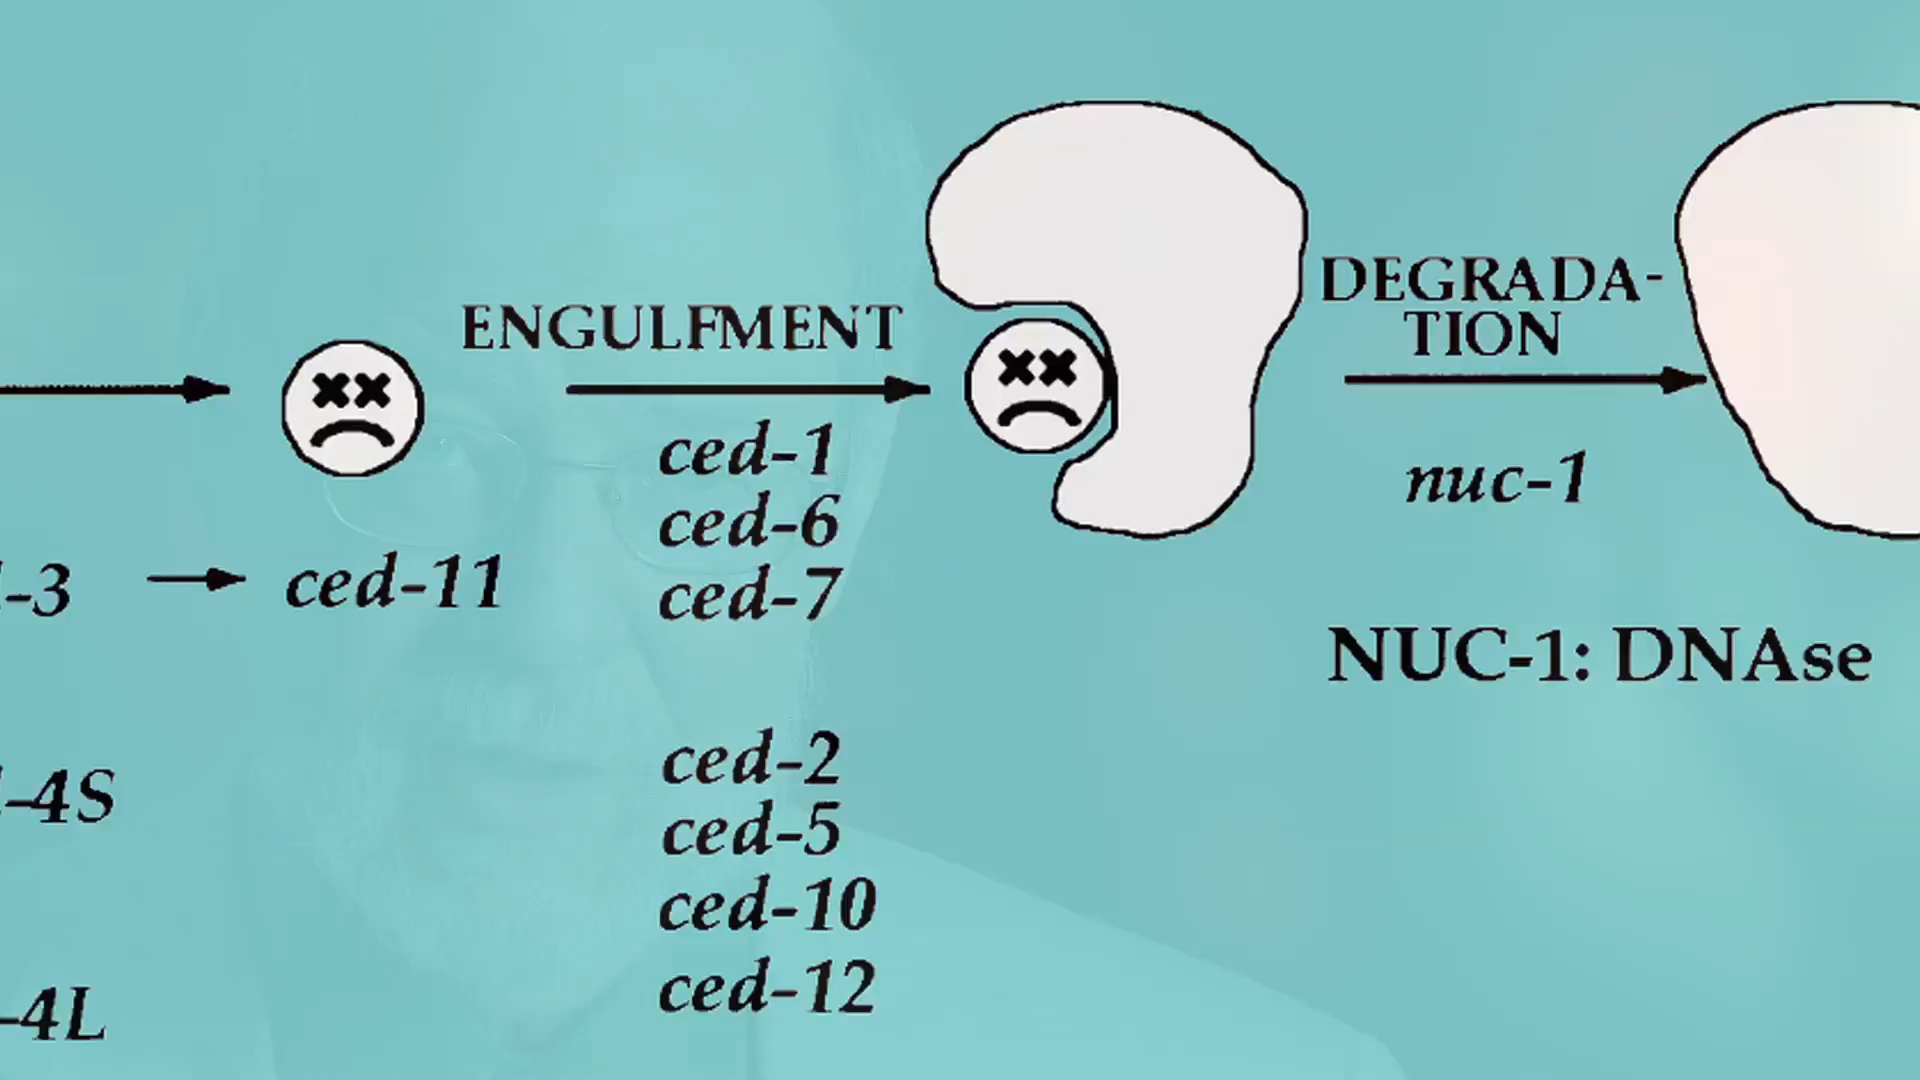 ENGULFMENT
DEGRADA-
TION
ced-1
ced-6
ced-7
nuc-1
-3
ced-11
NUC-1: DNAse
ced-2
ced-5
ced-10
ced-12
-4S
-4L